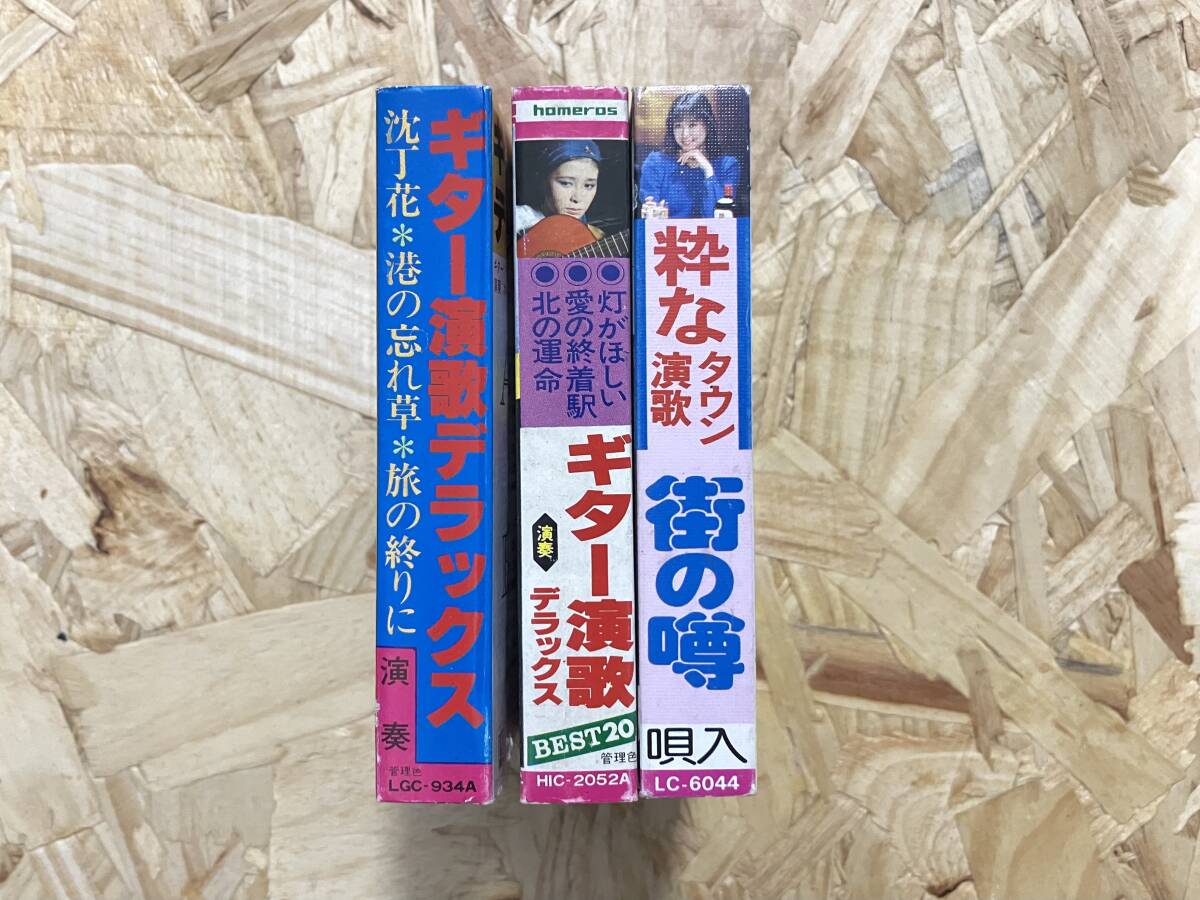 ギター演歌デラックス
沈丁花＊港の忘れ草＊旅の終りに
演奏
管理色
LGC-934A
homeros
●灯がほしい
●愛の終着駅
●北の運命
ギター演歌
デラックス
演奏
BEST20
管理色
HIC-2052A
粋な
タウン
演歌
街の噂
唄入
LC-6044